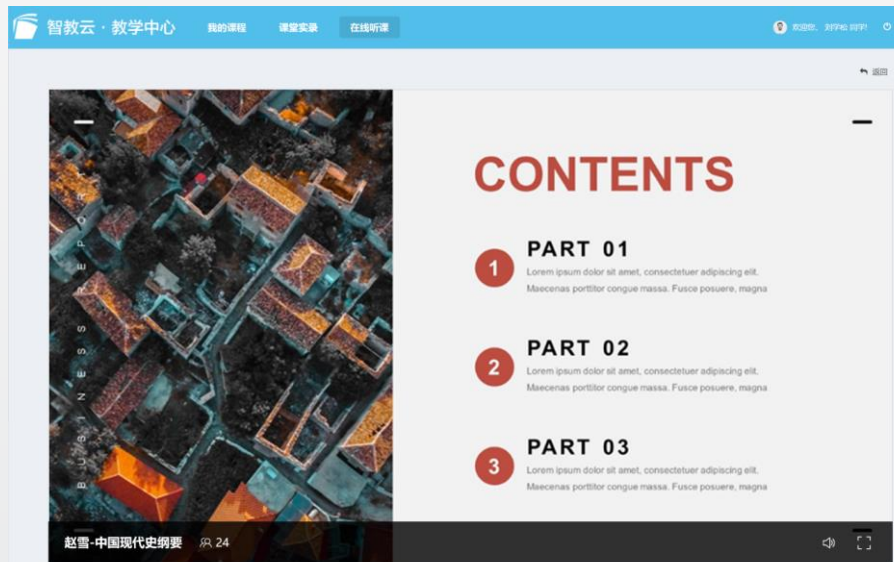 智教云·教学中心
我的课程
课堂实录
在线听课
返回
BUSINESS REPOR
CONTENTS
1
PART 01
Lorem ipsum dolor sit amet, consectetuer adipiscing elit.
Maecenas porttitor congue massa. Fusce posuere, magna
2
PART 02
Lorem ipsum dolor sit amet, consectetuer adipiscing elit.
Maecenas porttitor congue massa. Fusce posuere, magna
3
PART 03
Lorem ipsum dolor sit amet, consectetuer adipiscing elit.
Maecenas porttitor congue massa. Fusce posuere, magna
赵雪-中国现代史纲要
24